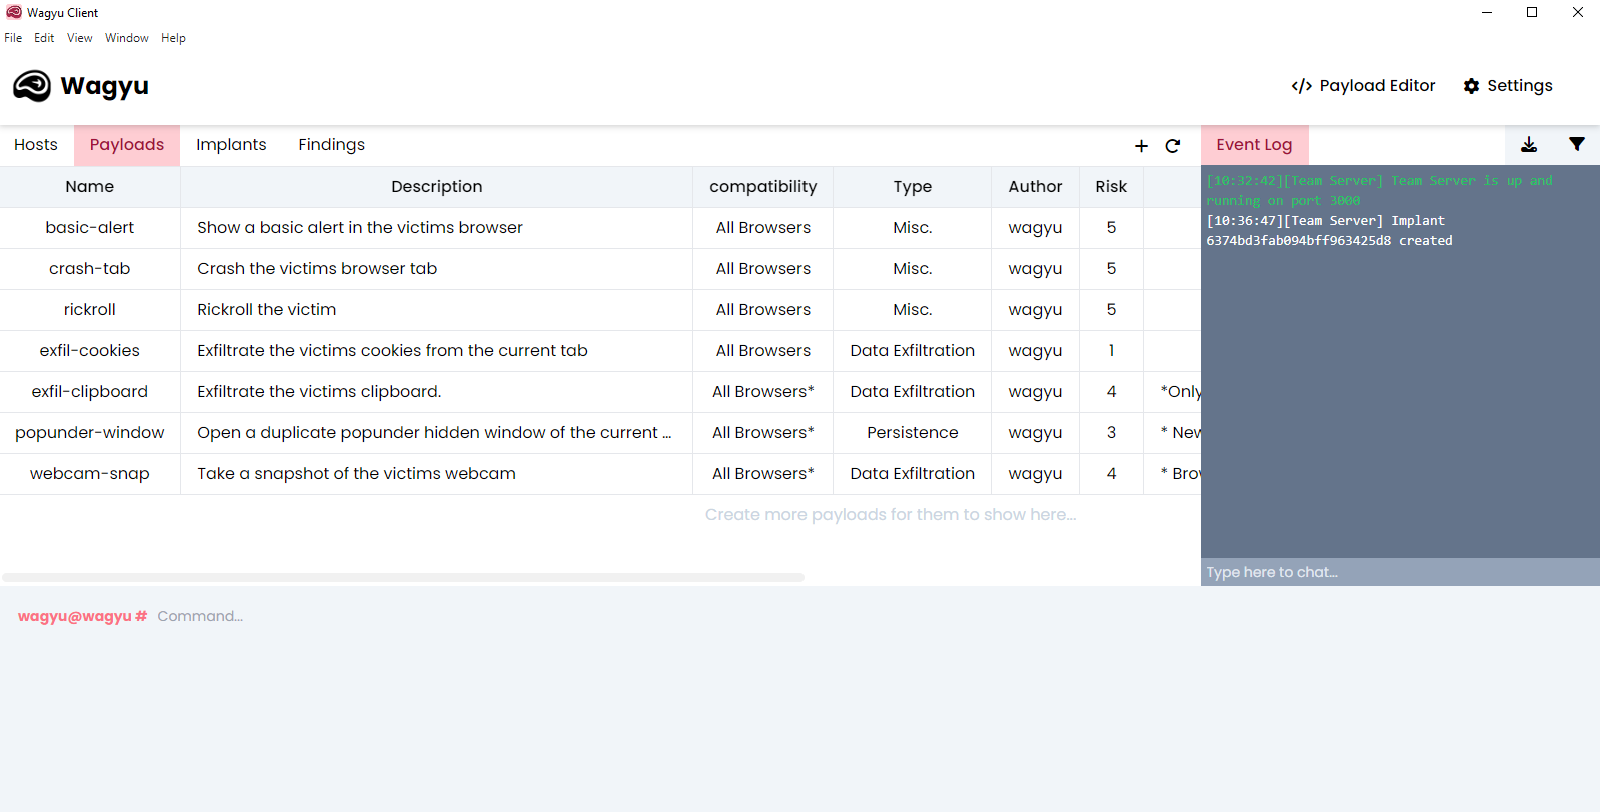 Wagyu Client
File Edit View Window Help
Wagyu
Payload Editor Settings
Hosts Payloads Implants Findings
Name Description compatibility Type Author Risk
basic-alert Show a basic alert in the victims browser All Browsers Misc. wagyu 5
crash-tab Crash the victims browser tab All Browsers Misc. wagyu 5
rickroll Rickroll the victim All Browsers Misc. wagyu 5
exfil-cookies Exfiltrate the victims cookies from the current tab All Browsers Data Exfiltration wagyu 1
exfil-clipboard Exfiltrate the victims clipboard. All Browsers* Data Exfiltration wagyu 4 *Only
popunder-window Open a duplicate popunder hidden window of the current ... All Browsers* Persistence wagyu 3 * New
webcam-snap Take a snapshot of the victims webcam All Browsers* Data Exfiltration wagyu 4 * Brow
Create more payloads for them to show here...
Event Log
[10:32:42][Team Server] Team Server is up and
running on port 3000
[10:36:47][Team Server] Implant
6374bd3fab094bff963425d8 created
Type here to chat...
wagyu@wagyu # Command...